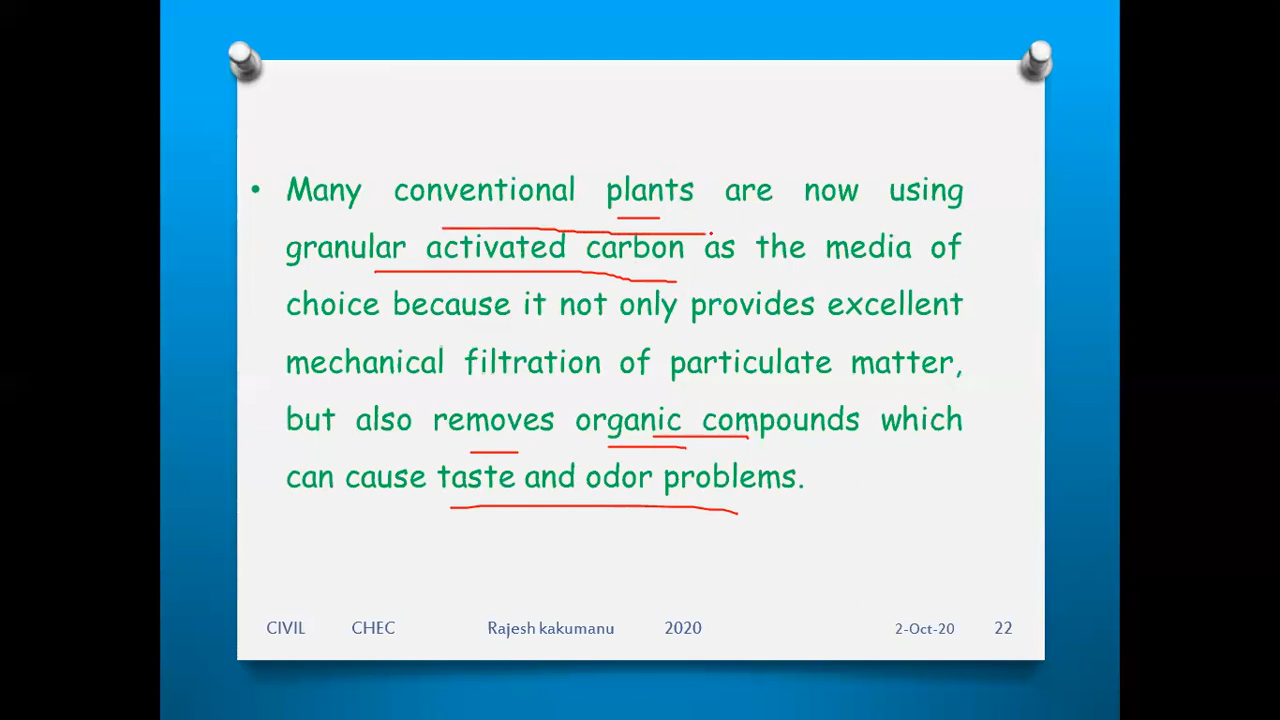 • Many conventional plants are now using
granular activated carbon as the media of
choice because it not only provides excellent
mechanical filtration of particulate matter,
but also removes organic compounds which
can cause taste and odor problems.
CIVIL CHEC Rajesh kakumanu 2020 2-Oct-20 22